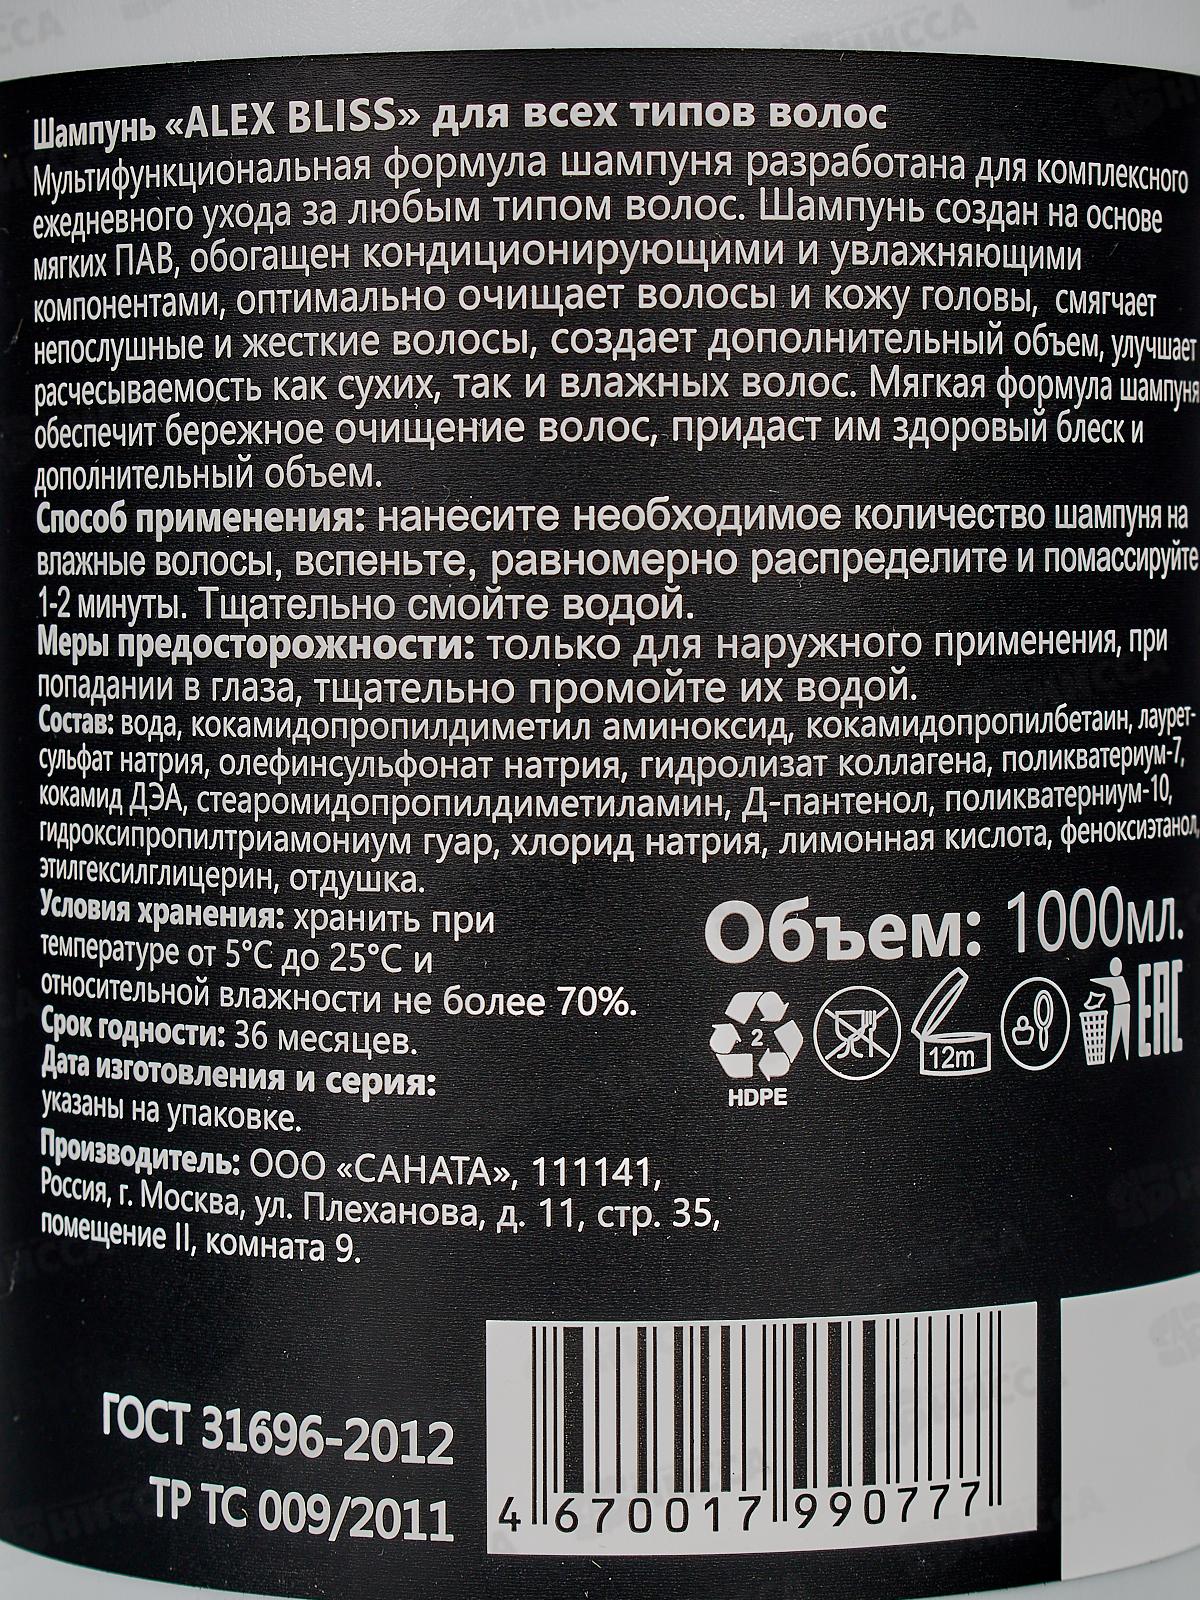 Шампунь «ALEX BLISS» для всех типов волос
Мультифункциональная формула шампуня разработана для комплексного
ежедневного ухода за любым типом волос. Шампунь создан на основе
мягких ПАВ, обогащен кондиционирующими и увлажняющими
компонентами, оптимально очищает волосы и кожу головы, смягчает
непослушные и жесткие волосы, создает дополнительный объем, улучшает
расчесываемость как сухих, так и влажных волос. Мягкая формула шампуня
обеспечит бережное очищение волос, придаст им здоровый блеск и
дополнительный объем.
Способ применения: нанесите необходимое количество шампуня на
влажные волосы, вспеньте, равномерно распределите и помассируйте
1-2 минуты. Тщательно смойте водой.
Меры предосторожности: только для наружного применения, при
попадании в глаза, тщательно промойте их водой.
Состав: вода, кокамидопропилдиметил аминоксид, кокамидопропилбетаин, лаурет-
сульфат натрия, олефинсульфонат натрия, гидролизат коллагена, поликватериум-7,
кокамид ДЭА, стеаромидопропилдиметиламин, Д-пантенол, поликватерниум-10,
гидроксипропилтриамониум гуар, хлорид натрия, лимонная кислота, феноксиэтанол,
этилгексилглицерин, отдушка.
Условия хранения: хранить при
температуре от 5°C до 25°C и
относительной влажности не более 70%.
Срок годности: 36 месяцев.
Дата изготовления и серия:
указаны на упаковке.
Объем: 1000мл.
2
HDPE
12m
EAC
Производитель: ООО «САНАТА», 111141,
Россия, г. Москва, ул. Плеханова, д. 11, стр. 35,
помещение II, комната 9.
ГОСТ 31696-2012
ТР ТС 009/2011
4 670017 990777